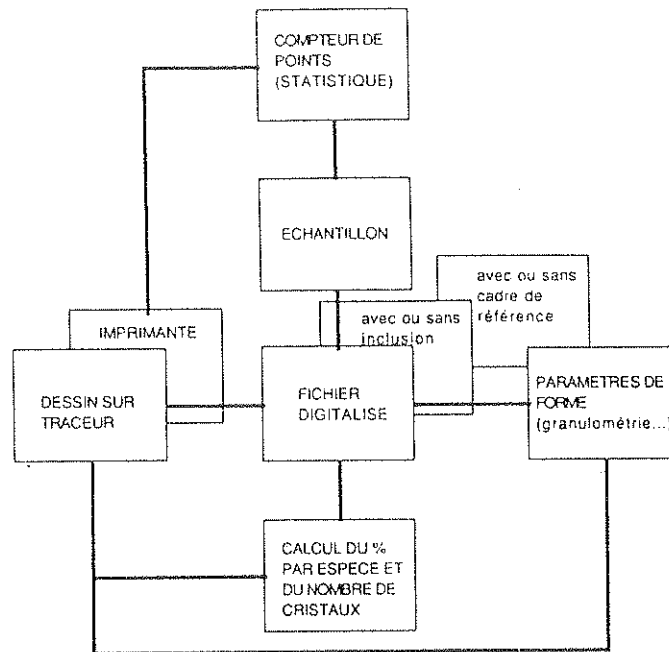 COMPTEUR DE
POINTS
(STATISTIQUE)
ECHANTILLON
avec ou sans
cadre de
référence
IMPRIMANTE
avec ou sans
inclusion
DESSIN SUR
TRACEUR
FICHIER
DIGITALISE
PARAMETRES DE
FORME
(granulométrie...)
CALCUL DU %
PAR ESPECE ET
DU NOMBRE DE
CRISTAUX